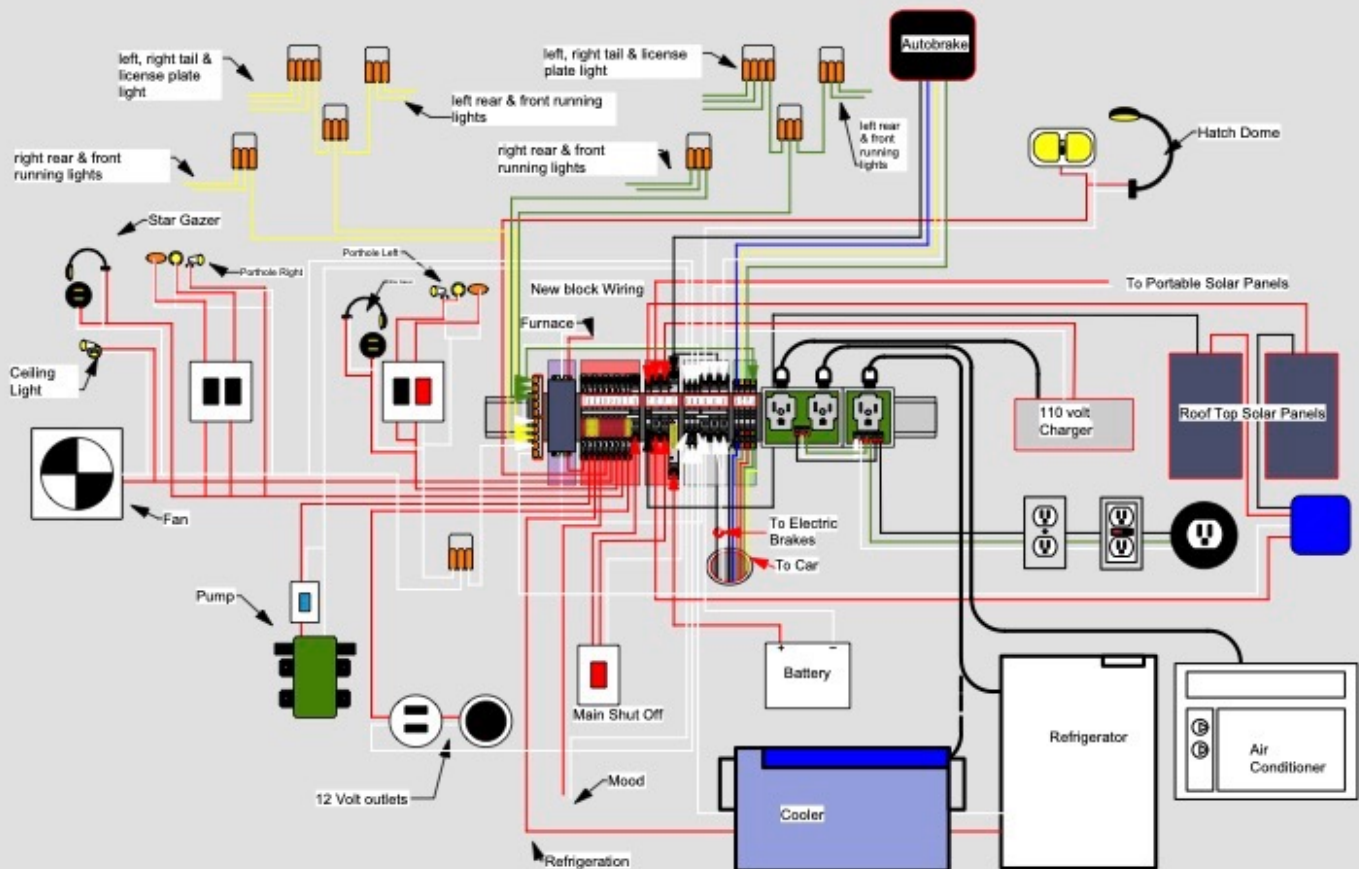 left, right tail &
license plate
light
left, right tail & license
plate light
Autobrake
left rear & front running
lights
left rear
& front
running
lights
right rear & front
running lights
right rear & front
running lights
Hatch Dome
Star Gazer
Porthole Right
Porthole Left
New block Wiring
To Portable Solar Panels
Furnace
Ceiling
Light
110 volt
Charger
Roof Top Solar Panels
Fan
To Electric
Brakes
To Car
Pump
Battery
Main Shut Off
Refrigerator
Air
Conditioner
12 Volt outlets
Mood
Cooler
Refrigeration